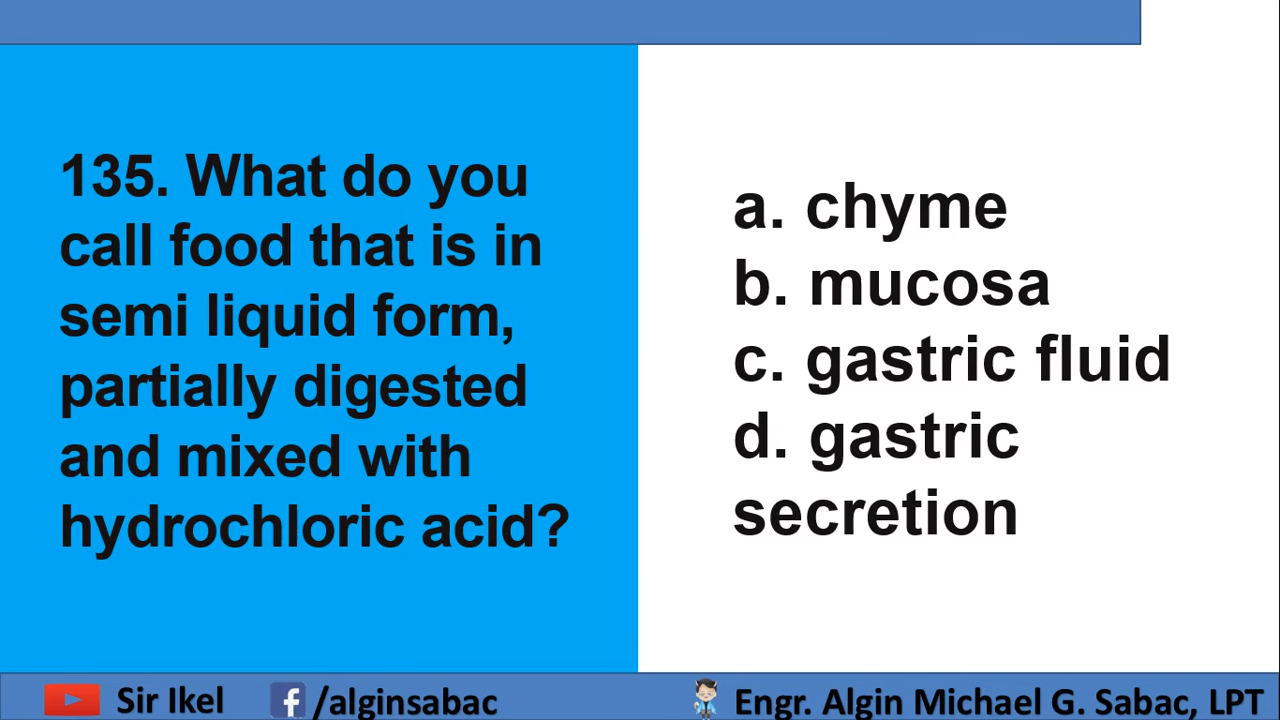 135. What do you
call food that is in
semi liquid form,
partially digested
and mixed with
hydrochloric acid?
a. chyme
b. mucosa
c. gastric fluid
d. gastric
secretion
Sir Ikel
/alginsabac
Engr. Algin Michael G. Sabac, LPT